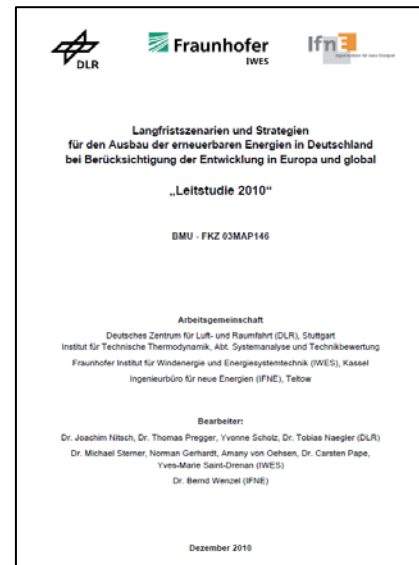 DLR
Fraunhofer
IWES
IfnE
Ingenieurbüro für neue Energien
Langfristszenarien und Strategien
für den Ausbau der erneuerbaren Energien in Deutschland
bei Berücksichtigung der Entwicklung in Europa und global
„Leitstudie 2010“
BMU - FKZ 03MAP146
Arbeitsgemeinschaft
Deutsches Zentrum für Luft- und Raumfahrt (DLR), Stuttgart
Institut für Technische Thermodynamik, Abt. Systemanalyse und Technikbewertung
Fraunhofer Institut für Windenergie und Energiesystemtechnik (IWES), Kassel
Ingenieurbüro für neue Energien (IFNE), Teltow
Bearbeiter:
Dr. Joachim Nitsch, Dr. Thomas Pregger, Yvonne Scholz, Dr. Tobias Naegler (DLR)
Dr. Michael Sterner, Norman Gerhardt, Amany von Oehsen, Dr. Carsten Pape,
Yves-Marie Saint-Drenan (IWES)
Dr. Bernd Wenzel (IFNE)
Dezember 2010